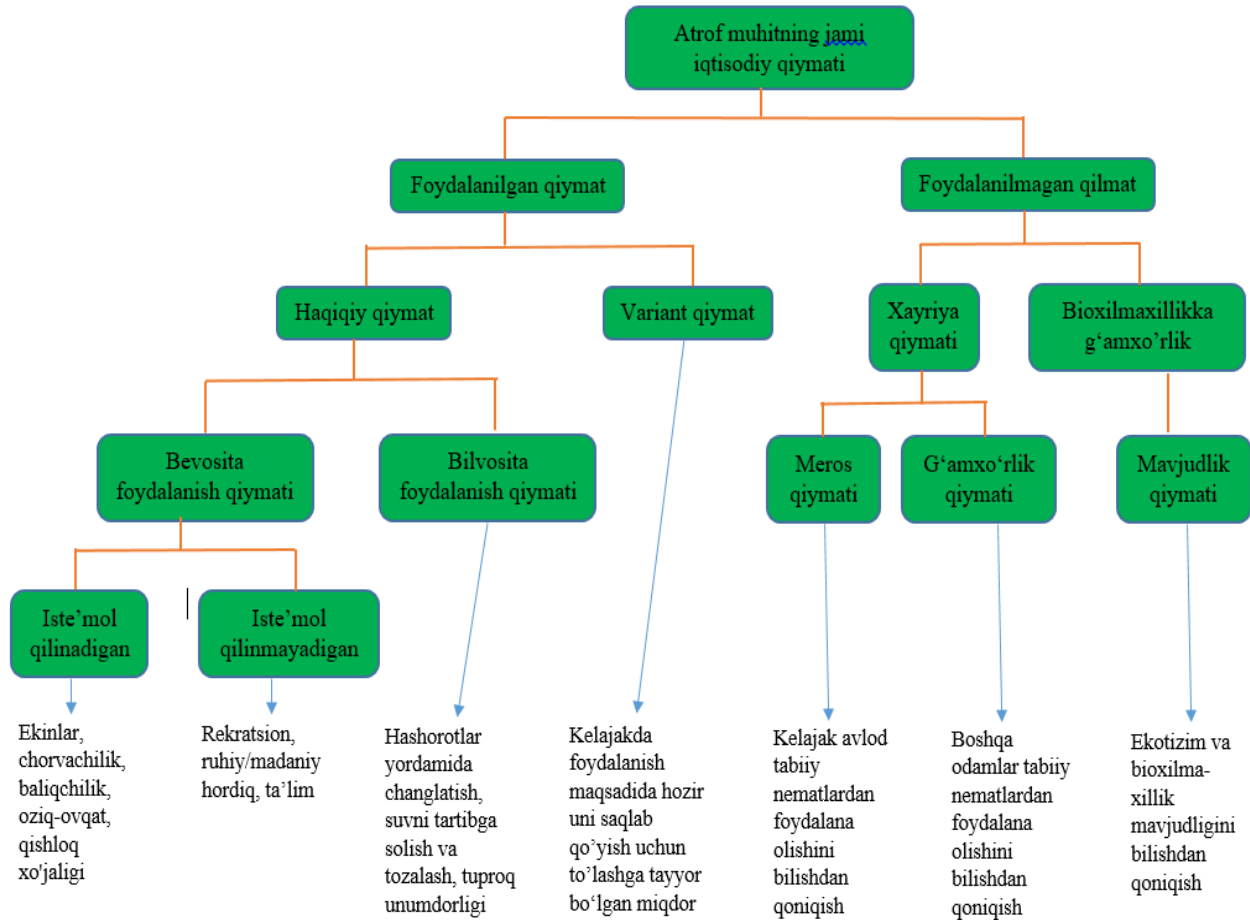 Atrof muhitning jami
iqtisodiy qiymati
Foydalanilgan qiymat
Foydalanilmagan qilmat
Haqiqiy qiymat
Variant qiymat
Xayriya
qiymati
Bioxilmaxillikka
g‘amxo’rlik
Bevosita
foydalanish qiymati
Bilvosita
foydalanish qiymati
Meros
qiymati
G‘amxo‘rlik
qiymati
Mavjudlik
qiymati
Iste’mol
qilinadigan
Iste’mol
qilinmayadigan
Ekinlar,
chorvachilik,
baliqchilik,
oziq-ovqat,
qishloq
xo'jaligi
Rekratsion,
ruhiy/madaniy
hordiq, ta’lim
Hashorotlar
yordamida
changlatish,
suvni tartibga
solish va
tozalash, tuproq
unumdorligi
Kelajakda
foydalanish
maqsadida hozir
uni saqlab
qo’yish uchun
to’lashga tayyor
bo‘lgan miqdor
Kelajak avlod
tabiiy
nematlardan
foydalana
olishini
bilishdan
qoniqish
Boshqa
odamlar tabiiy
nematlardan
foydalana
olishini
bilishdan
qoniqish
Ekotizim va
bioxilma-
xillik
mavjudligini
bilishdan
qoniqish